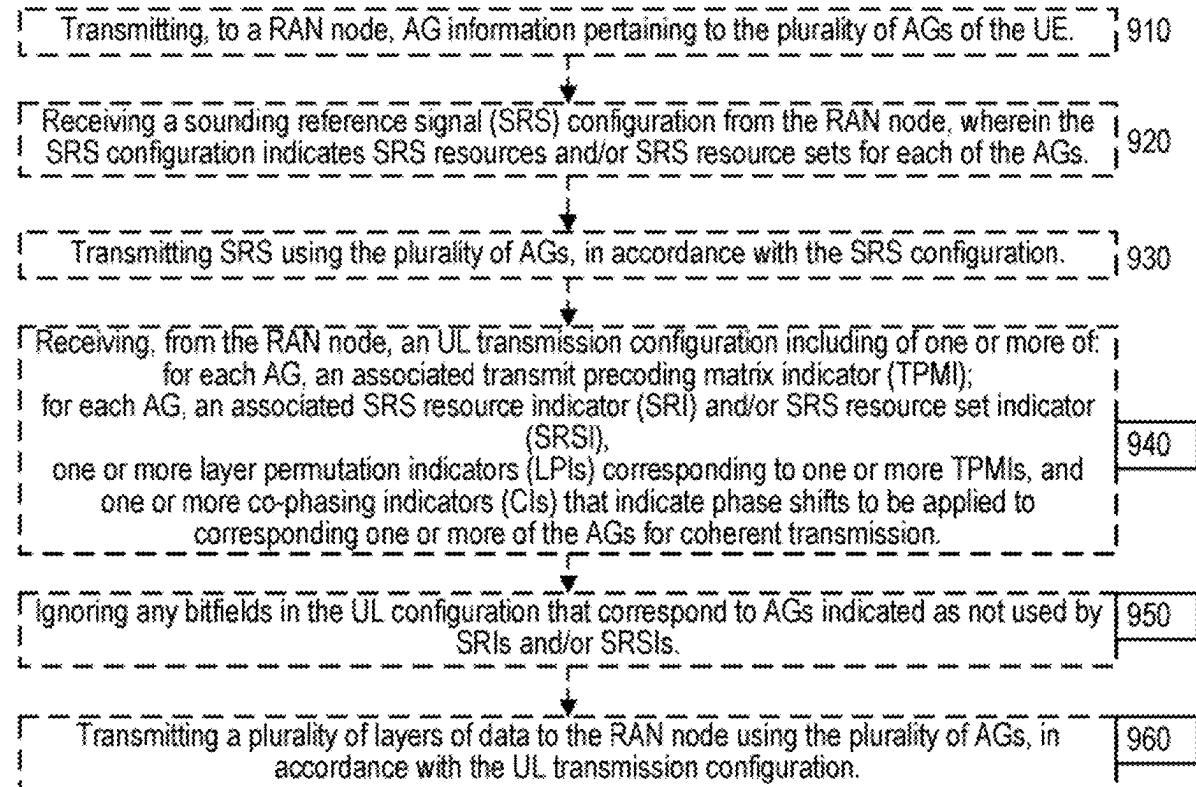 Transmitting, to a RAN node, AG information pertaining to the plurality of AGs of the UE. 910
Receiving a sounding reference signal (SRS) configuration from the RAN node, wherein the
SRS configuration indicates SRS resources and/or SRS resource sets for each of the AGs. 920
Transmitting SRS using the plurality of AGs, in accordance with the SRS configuration. 930
Receiving, from the RAN node, an UL transmission configuration including of one or more of:
for each AG, an associated transmit precoding matrix indicator (TPMI);
for each AG, an associated SRS resource indicator (SRI) and/or SRS resource set indicator
(SRSI), 940
one or more layer permutation indicators (LPIs) corresponding to one or more TPMIs, and
one or more co-phasing indicators (CIs) that indicate phase shifts to be applied to
corresponding one or more of the AGs for coherent transmission.
Ignoring any bitfields in the UL configuration that correspond to AGs indicated as not used by 950
SRIs and/or SRSIs.
Transmitting a plurality of layers of data to the RAN node using the plurality of AGs, in 960
accordance with the UL transmission configuration.